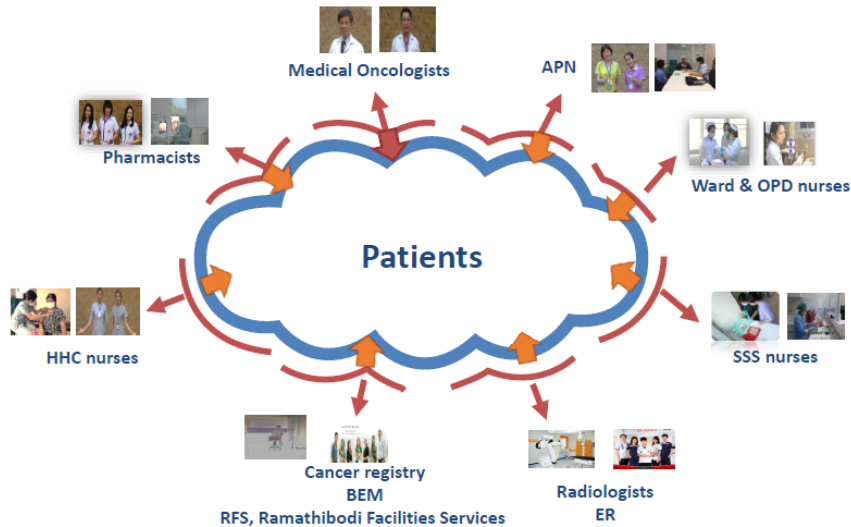 Medical Oncologists
APN
Pharmacists
Ward & OPD nurses
Patients
HHC nurses
SSS nurses
Cancer registry
BEM
RFS, Ramathibodi Facilities Services
Radiologists
ER